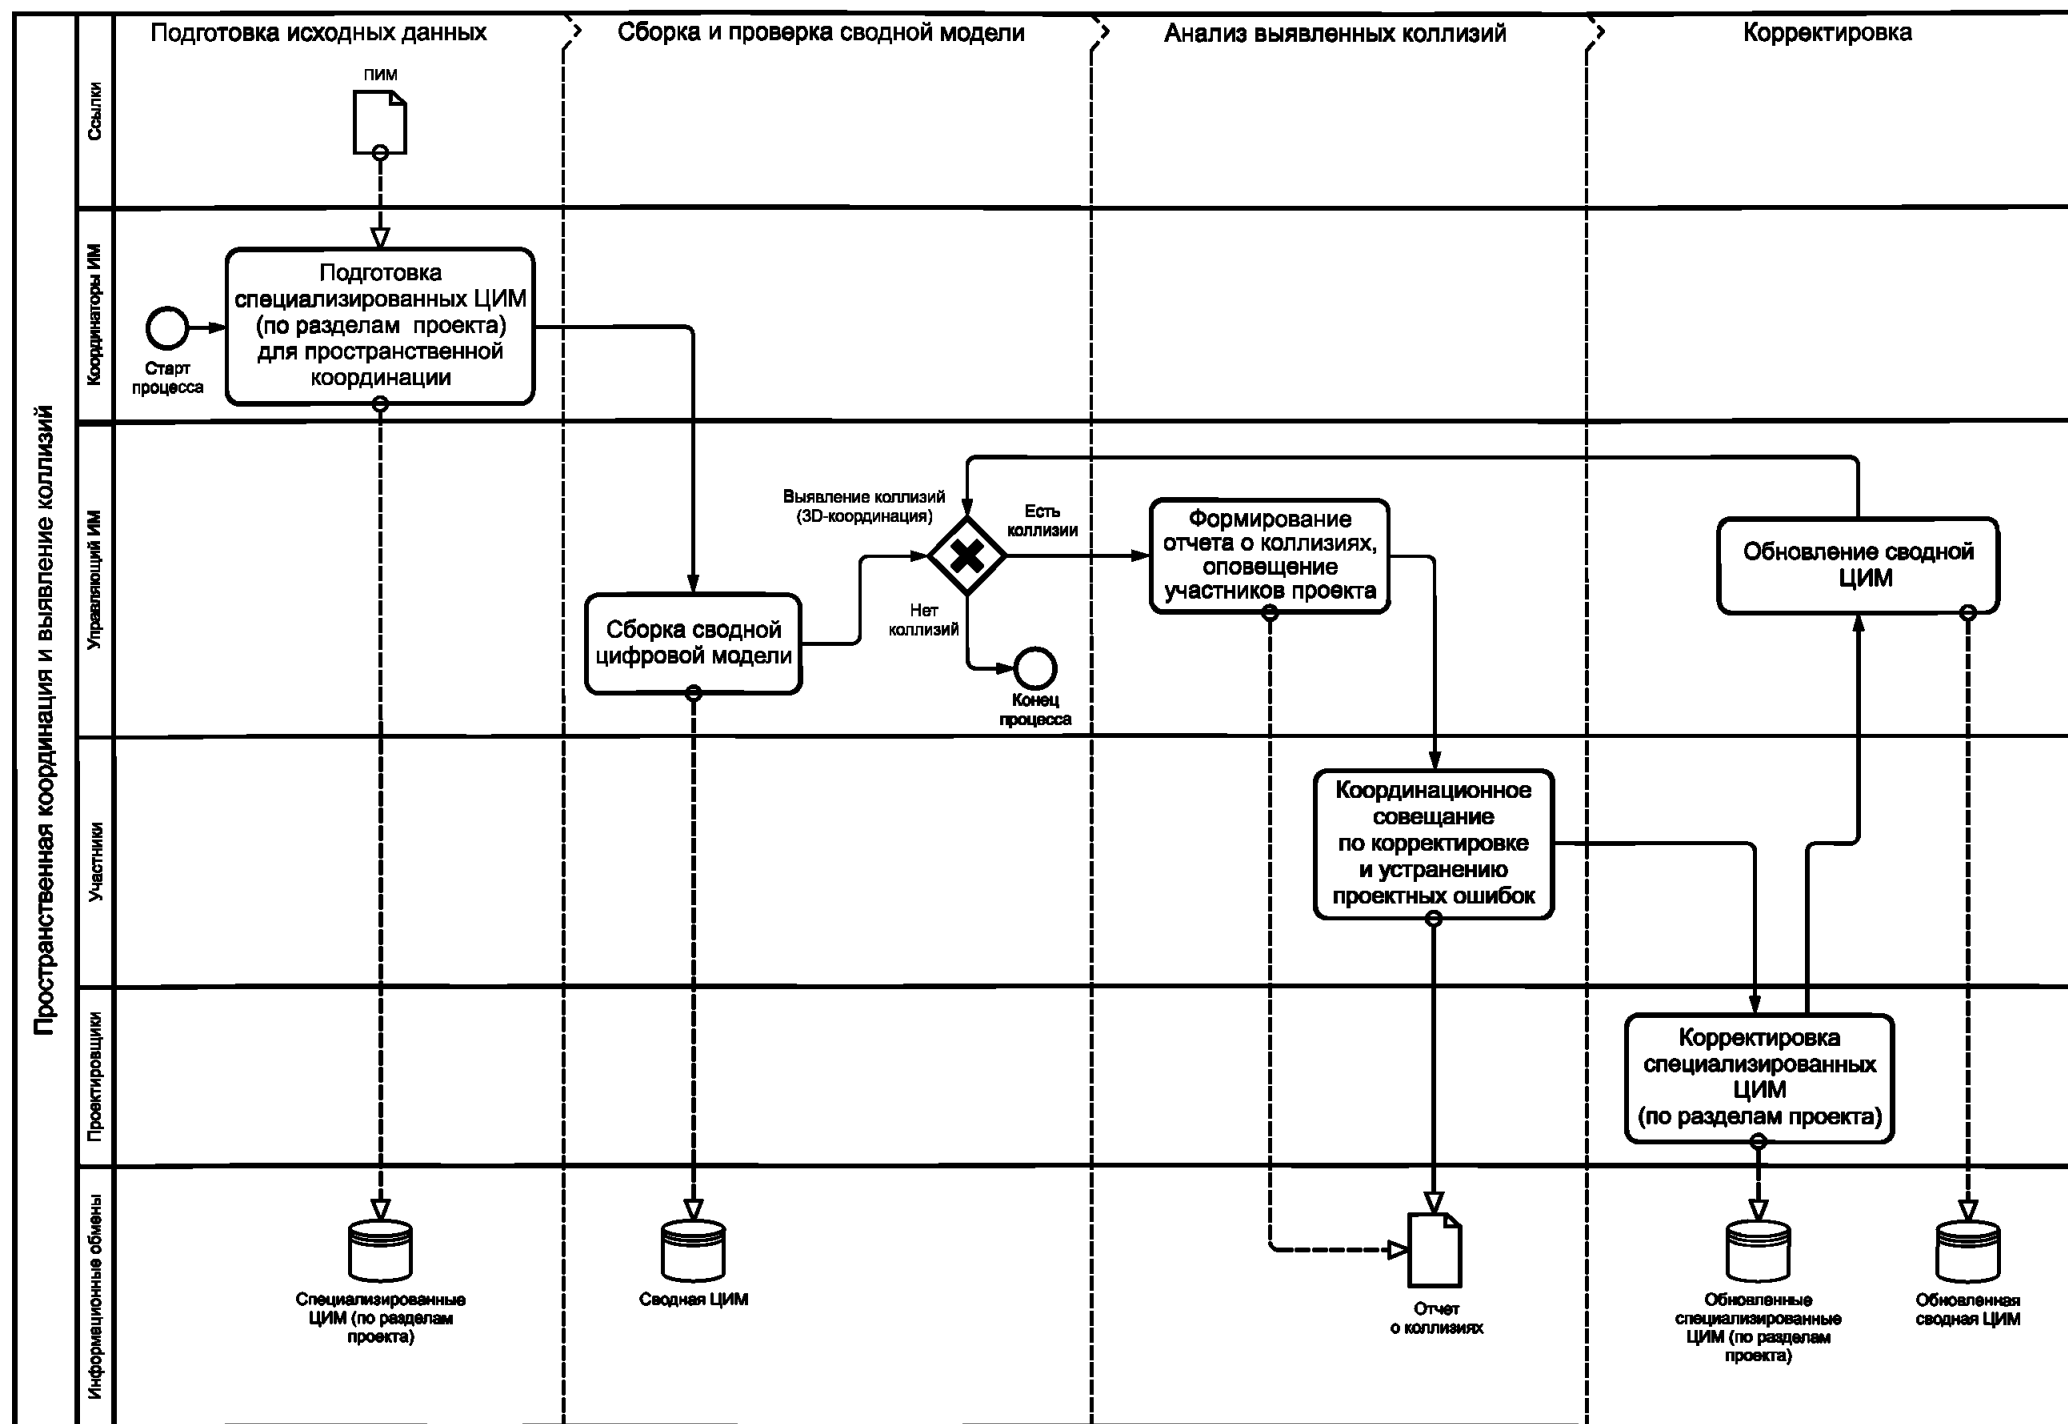 Подготовка исходных данных
Сборка и проверка сводной модели
Анализ выявленных коллизий
Корректировка
Пространственная координация и выявление коллизий
Ссылки
ПИМ
Координаторы ИМ
Старт
процесса
Подготовка
специализированных ЦИМ
(по разделам проекта)
для пространственной
координации
Управляющий ИМ
Сборка сводной
цифровой модели
Выявление коллизий
(3D-координация)
Есть
коллизии
Нет
коллизий
Конец
процесса
Формирование
отчета о коллизиях,
оповещение
участников проекта
Обновление сводной
ЦИМ
Участники
Координационное
совещание
по корректировке
и устранению
проектных ошибок
Проектировщики
Корректировка
специализированных
ЦИМ
(по разделам проекта)
Информационные обмены
Специализированные
ЦИМ (по разделам
проекта)
Сводная ЦИМ
Отчет
о коллизиях
Обновленные
специализированные
ЦИМ (по разделам
проекта)
Обновленная
сводная ЦИМ